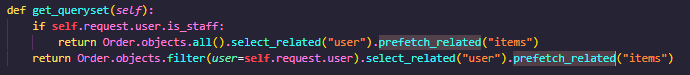 def get_queryset(self):
    if self.request.user.is_staff:
        return Order.objects.all().select_related("user").prefetch_related("items")
    return Order.objects.filter(user=self.request.user).select_related("user").prefetch_related("items")